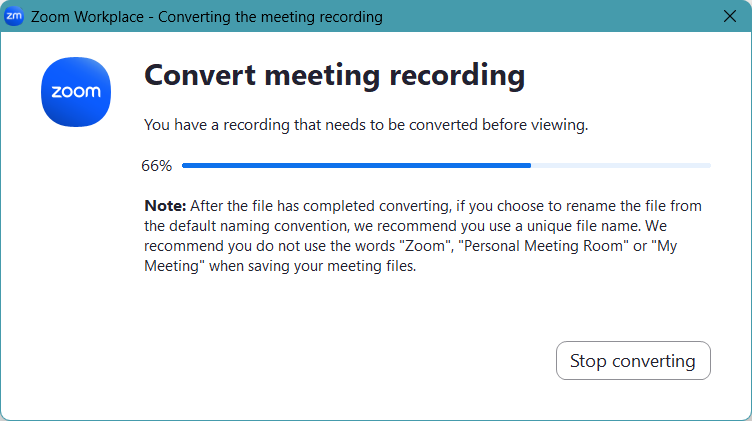 zm Zoom Workplace - Converting the meeting recording
zoom
Convert meeting recording
You have a recording that needs to be converted before viewing.
66%
Note: After the file has completed converting, if you choose to rename the file from
the default naming convention, we recommend you use a unique file name. We
recommend you do not use the words "Zoom", "Personal Meeting Room" or "My
Meeting" when saving your meeting files.
Stop converting